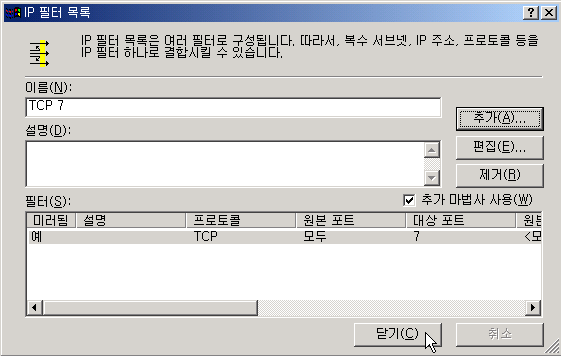 IP 필터 목록
IP 필터 목록은 여러 필터로 구성됩니다. 따라서, 복수 서브넷, IP 주소, 프로토콜 등을
IP 필터 하나로 결합시킬 수 있습니다.
이름(N):
TCP 7
추가(A)...
설명(D):
편집(E)...
제거(R)
필터(S):
추가 마법사 사용(W)
미러됨 설명 프로토콜 원본 포트 대상 포트
예 TCP 모두 7
닫기(C) 취소